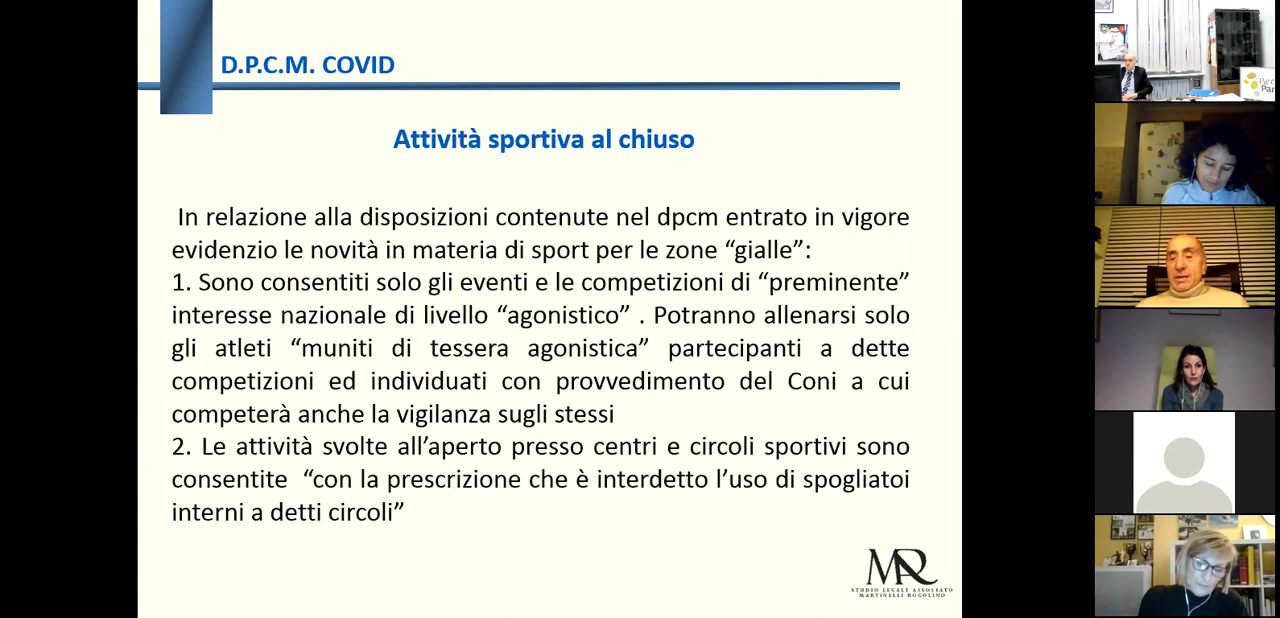 D.P.C.M. COVID
Attività sportiva al chiuso
In relazione alla disposizioni contenute nel dpcm entrato in vigore
evidenzio le novità in materia di sport per le zone “gialle”:
1. Sono consentiti solo gli eventi e le competizioni di “preminente”
interesse nazionale di livello “agonistico” . Potranno allenarsi solo
gli atleti “muniti di tessera agonistica” partecipanti a dette
competizioni ed individuati con provvedimento del Coni a cui
competerà anche la vigilanza sugli stessi
2. Le attività svolte all’aperto presso centri e circoli sportivi sono
consentite “con la prescrizione che è interdetto l’uso di spogliatoi
interni a detti circoli”
MR
STUDIO LEGALE ASSOCIATO
MARTINELLI ROGOLINO